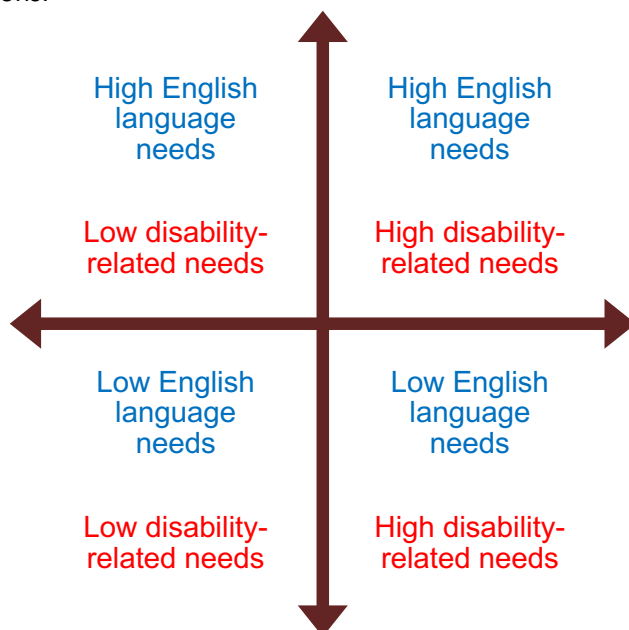 High English
language
needs
Low disability-
related needs
High English
language
needs
High disability-
related needs
Low English
language
needs
Low disability-
related needs
Low English
language
needs
High disability-
related needs